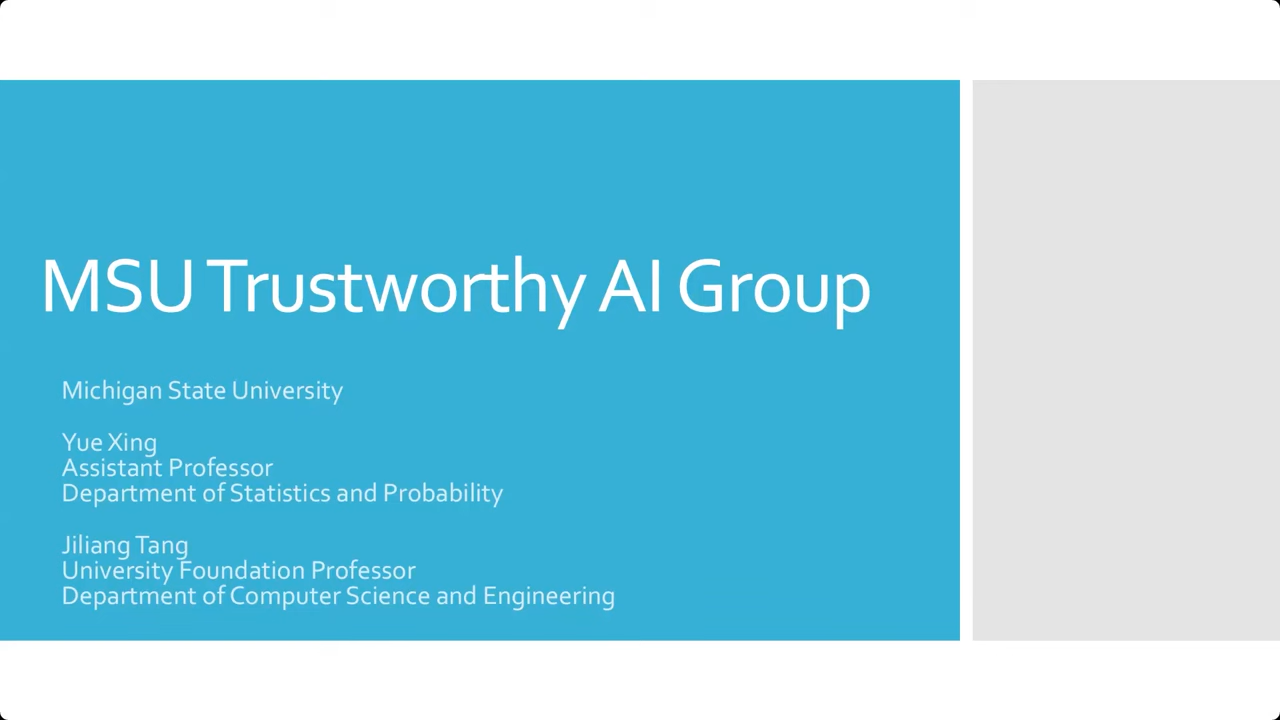 MSU Trustworthy AI Group
Michigan State University
Yue Xing
Assistant Professor
Department of Statistics and Probability
Jiliang Tang
University Foundation Professor
Department of Computer Science and Engineering